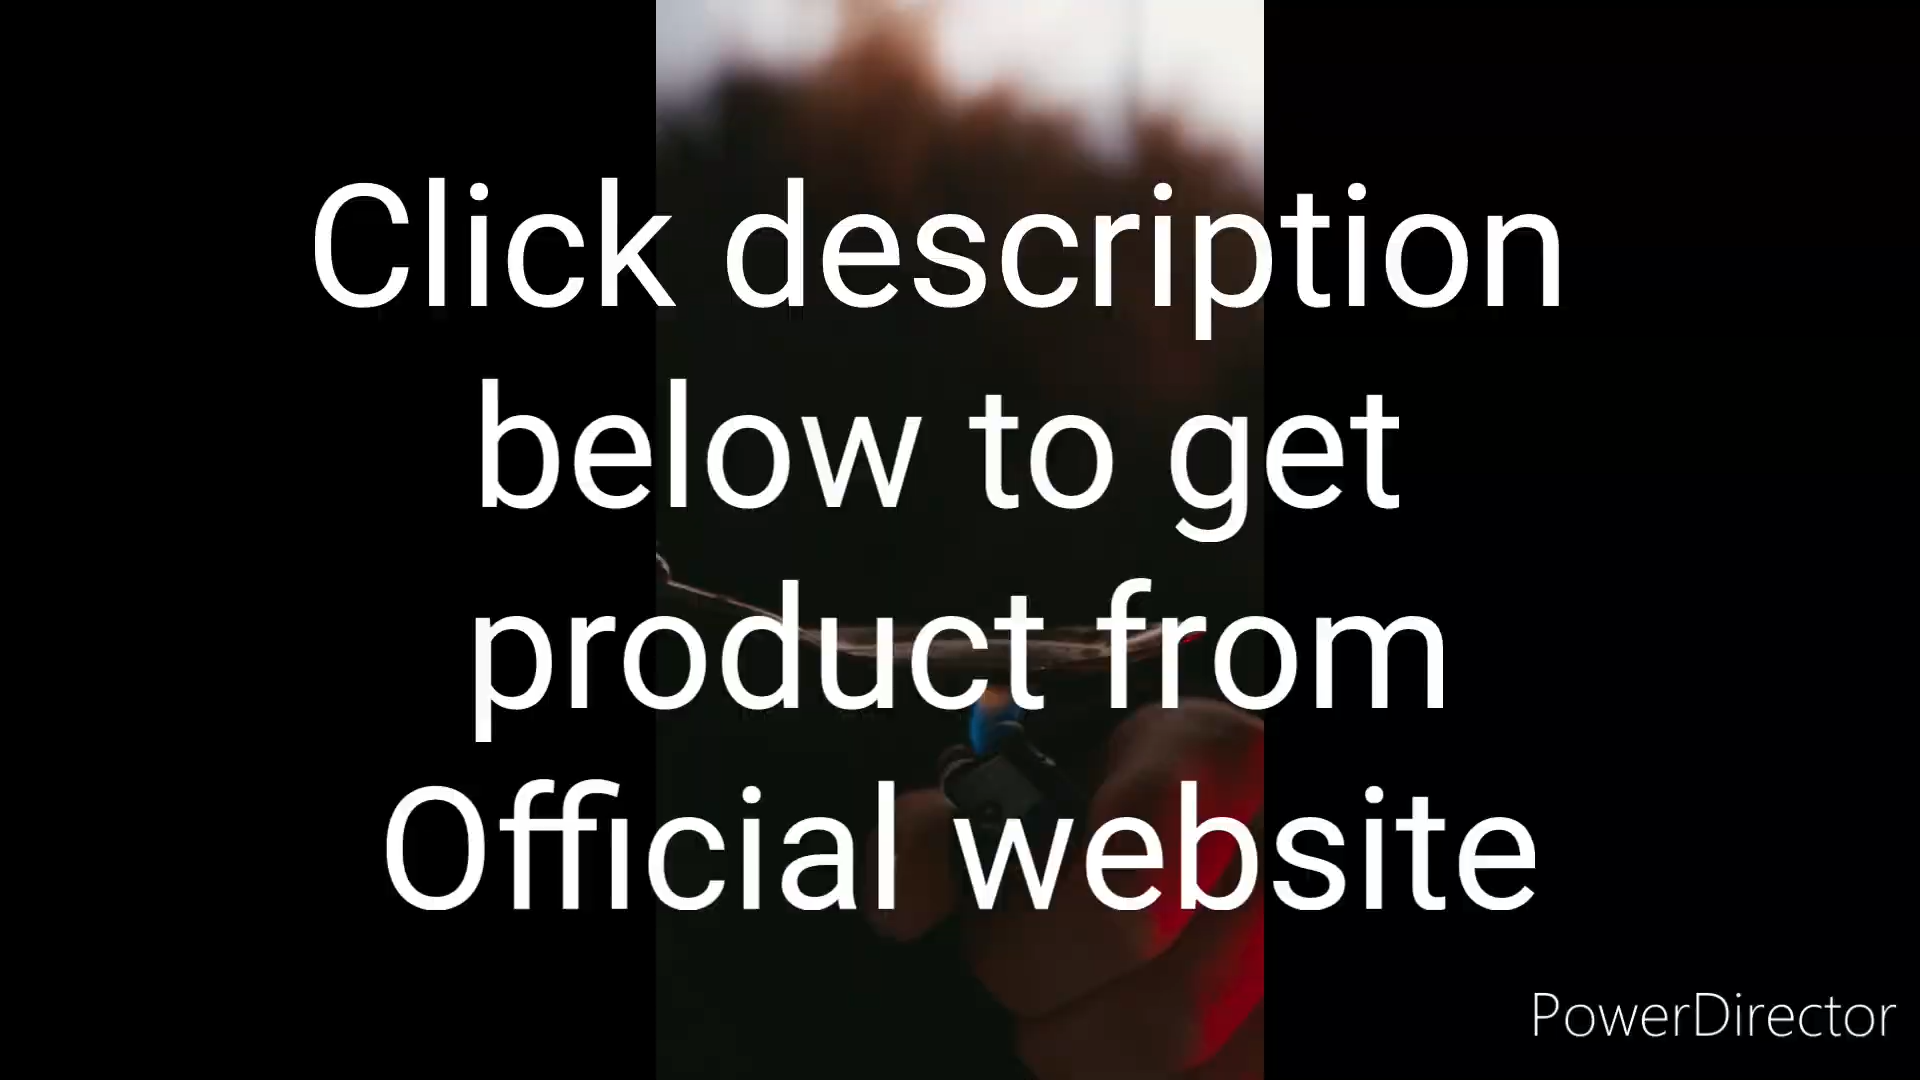 Click description
below to get
product from
Official website
PowerDirector